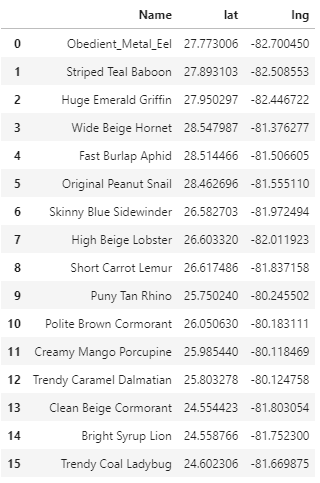 Name lat lng
0 Obedient_Metal_Eel 27.773006 -82.700450
1 Striped Teal Baboon 27.893103 -82.508553
2 Huge Emerald Griffin 27.950297 -82.446722
3 Wide Beige Hornet 28.547987 -81.376277
4 Fast Burlap Aphid 28.514466 -81.506605
5 Original Peanut Snail 28.462696 -81.555110
6 Skinny Blue Sidewinder 26.582703 -81.972494
7 High Beige Lobster 26.603320 -82.011923
8 Short Carrot Lemur 26.617486 -81.837158
9 Puny Tan Rhino 25.750240 -80.245502
10 Polite Brown Cormorant 26.050630 -80.183111
11 Creamy Mango Porcupine 25.985440 -80.118469
12 Trendy Caramel Dalmatian 25.803278 -80.124758
13 Clean Beige Cormorant 24.554423 -81.803054
14 Bright Syrup Lion 24.558766 -81.752300
15 Trendy Coal Ladybug 24.602306 -81.669875